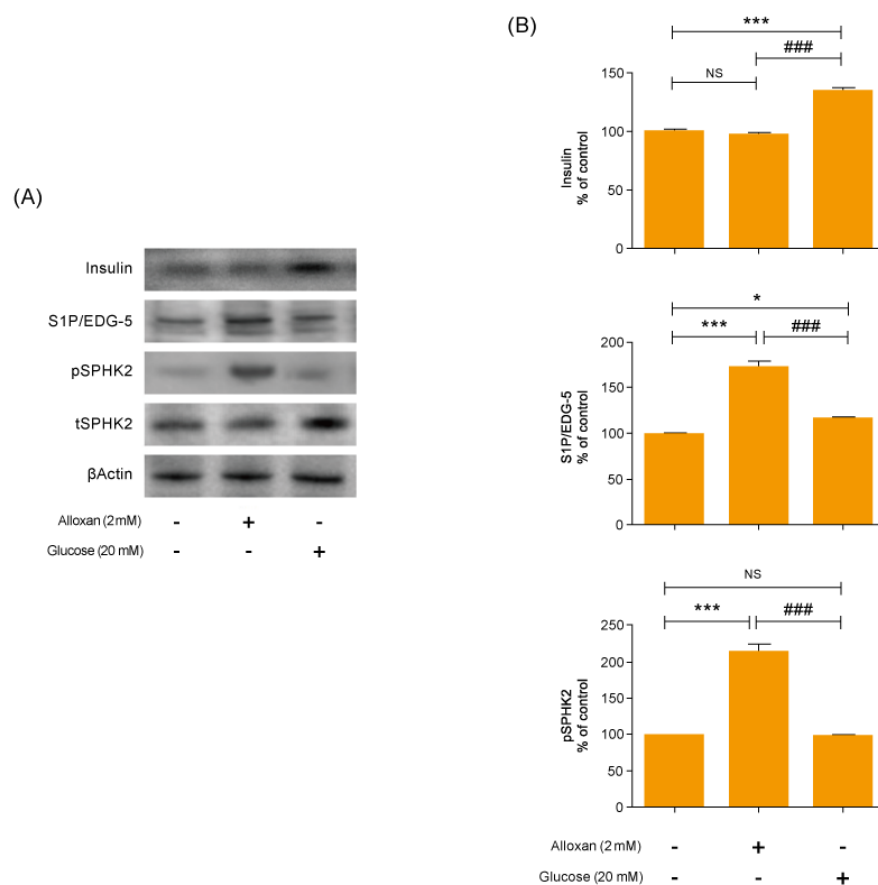 (A)
Insulin
S1P/EDG-5
pSPHK2
tSPHK2
βActin
Alloxan (2mM) - + -
Glucose (20 mM) - - +
(B)
***
###
NS
150
100
50
0
Insulin
% of control
*
*** ###
200
150
100
50
0
S1P/EDG-5
% of control
NS
*** ###
250
200
150
100
50
0
pSPHK2
% of control
Alloxan (2mM) - + -
Glucose (20 mM) - - +